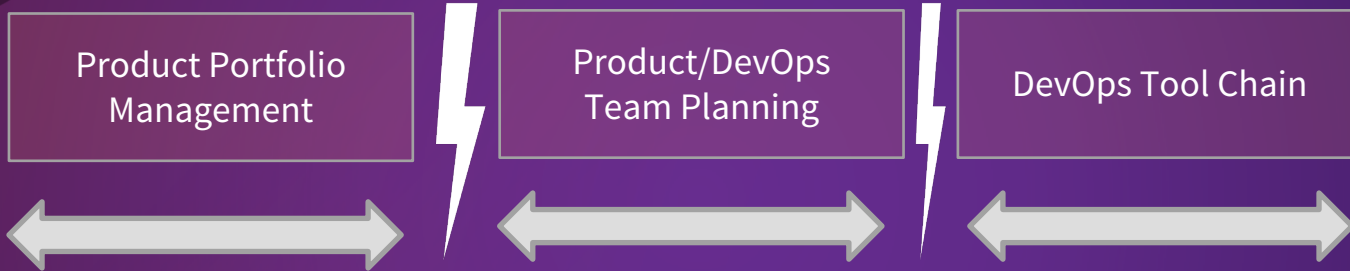 Product Portfolio
Management
Product/DevOps
Team Planning
DevOps Tool Chain